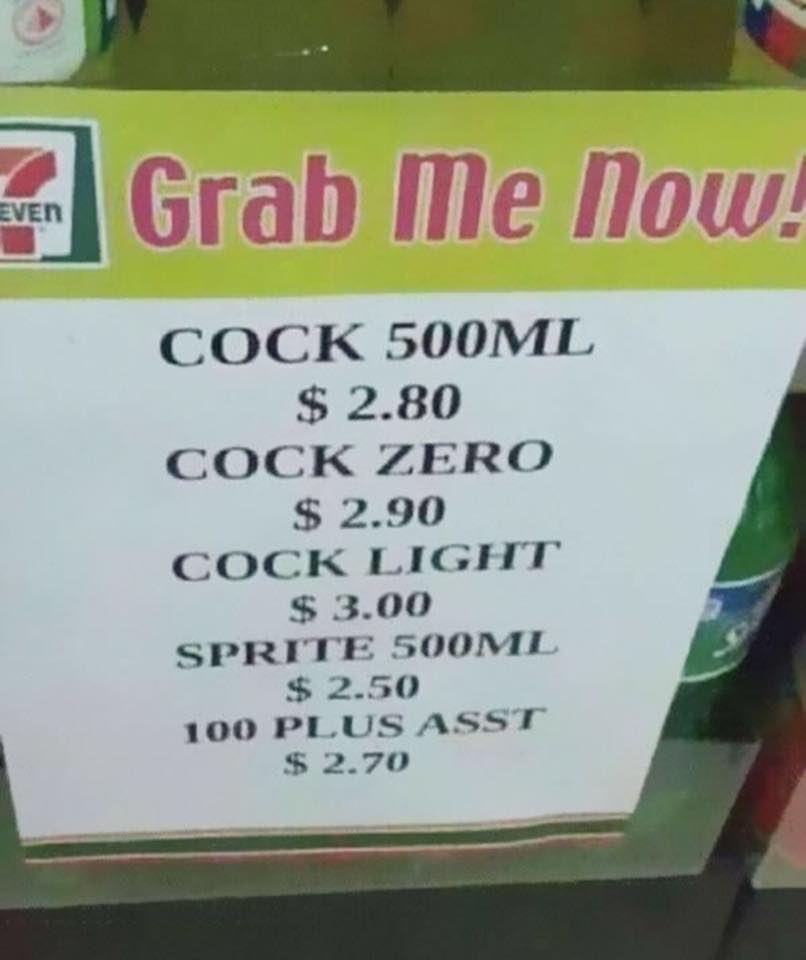 7
EVEn
Grab Me Now!
COCK 500ML
$ 2.80
COCK ZERO
$ 2.90
COCK LIGHT
$ 3.00
SPRITE 500ML
$ 2.50
100 PLUS ASST
$ 2.70